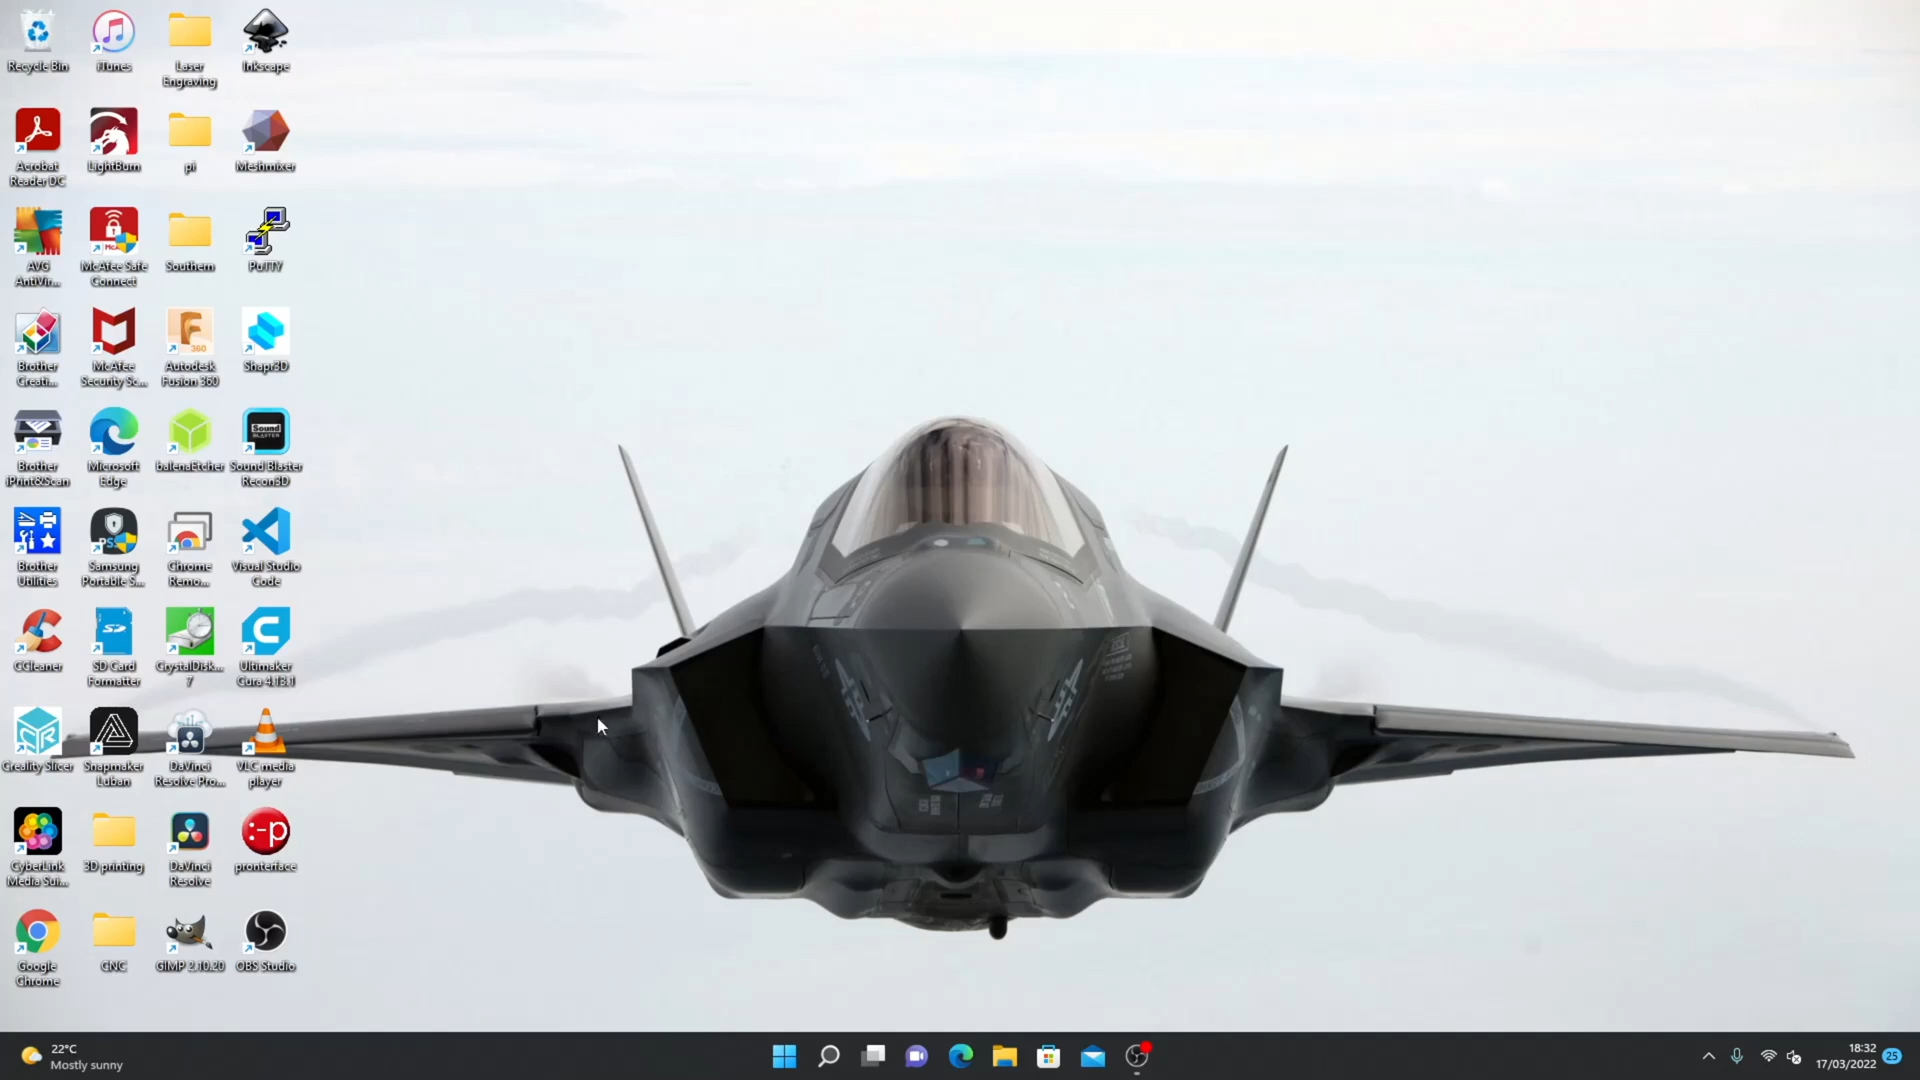 Recycle Bin
iTunes
Laser
Engraving
Inkscape
Acrobat
Reader DC
LightBurn
pi
Meshmixer
AVG
AntiVir...
McAfee Safe
Connect
Southern
PuTTY
Brother
Creati...
McAfee
Security Sc...
Autodesk
Fusion 360
360
Shapr3D
Brother
iPrint&Scan
Microsoft
Edge
balenaEtcher
Sound
BLASTER
Sound Blaster
Recon3D
Brother
Utilities
Samsung
Portable S...
Chrome
Remo...
Visual Studio
Code
CCleaner
SD Card
Formatter
CrystalDisk...
7
Ultimaker
Cura 4.13.1
Creality Slicer
Snapmaker
Luban
DaVinci
Resolve Pro...
VLC media
player
CyberLink
Media Sui...
3D printing
DaVinci
Resolve
:-p
pronterface
Google
Chrome
CNC
GIMP 2.10.20
OBS Studio
22°C
Mostly sunny
18:32
17/03/2022
25